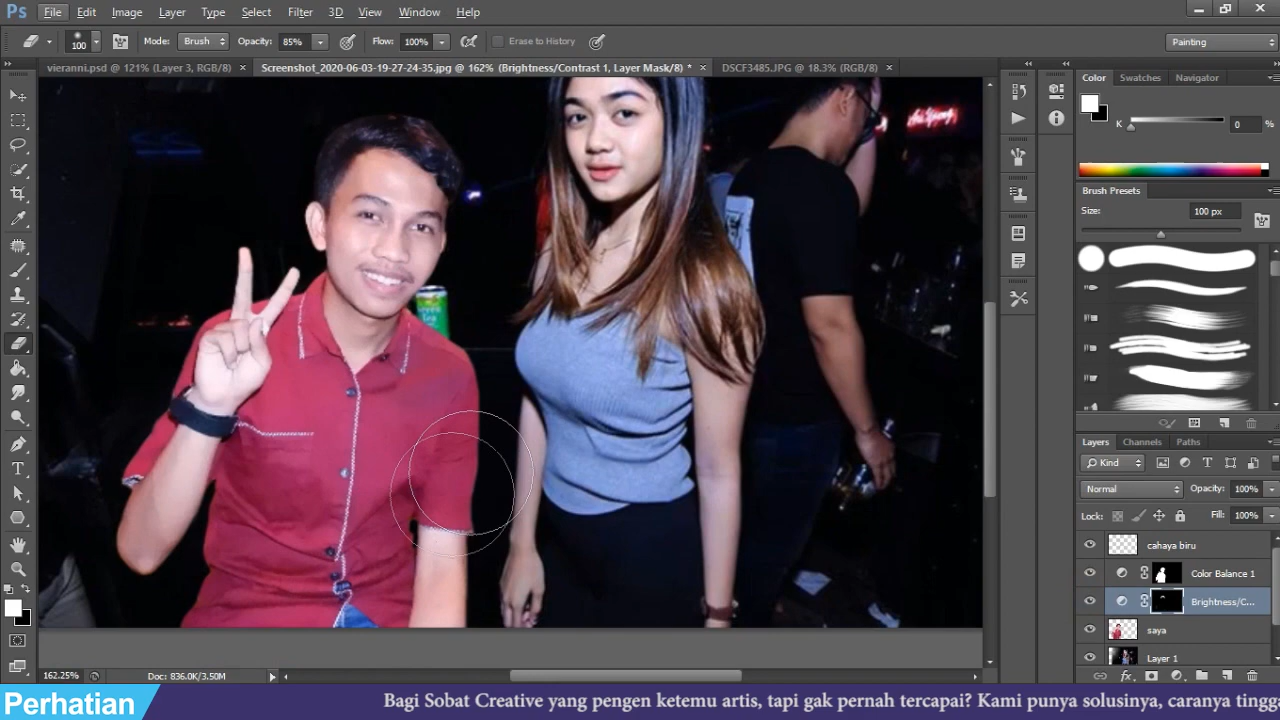 Ps File Edit Image Layer Type Select Filter 3D View Window Help
100 Mode: Brush Opacity: 85% Flow: 100% Erase to History Painting
vieranni.psd @ 121% (Layer 3, RGB/8) × Screenshot_2020-06-03-19-27-24-35.jpg @ 162% (Brightness/Contrast 1, Layer Mask/8) * × DSCF3485.JPG @ 18.3% (RGB/8) ×
Color Swatches Navigator
K 0 %
Brush Presets
Size: 100 px
Layers Channels Paths
Kind
Normal Opacity: 100%
Lock: Fill: 100%
cahaya biru
Color Balance 1
Brightness/C...
saya
Layer 1
162.25% Doc: 836.0K/3.50M
Perhatian Bagi Sobat Creative yang pengen ketemu artis, tapi gak pernah tercapai? Kami punya solusinya, caranya tingg